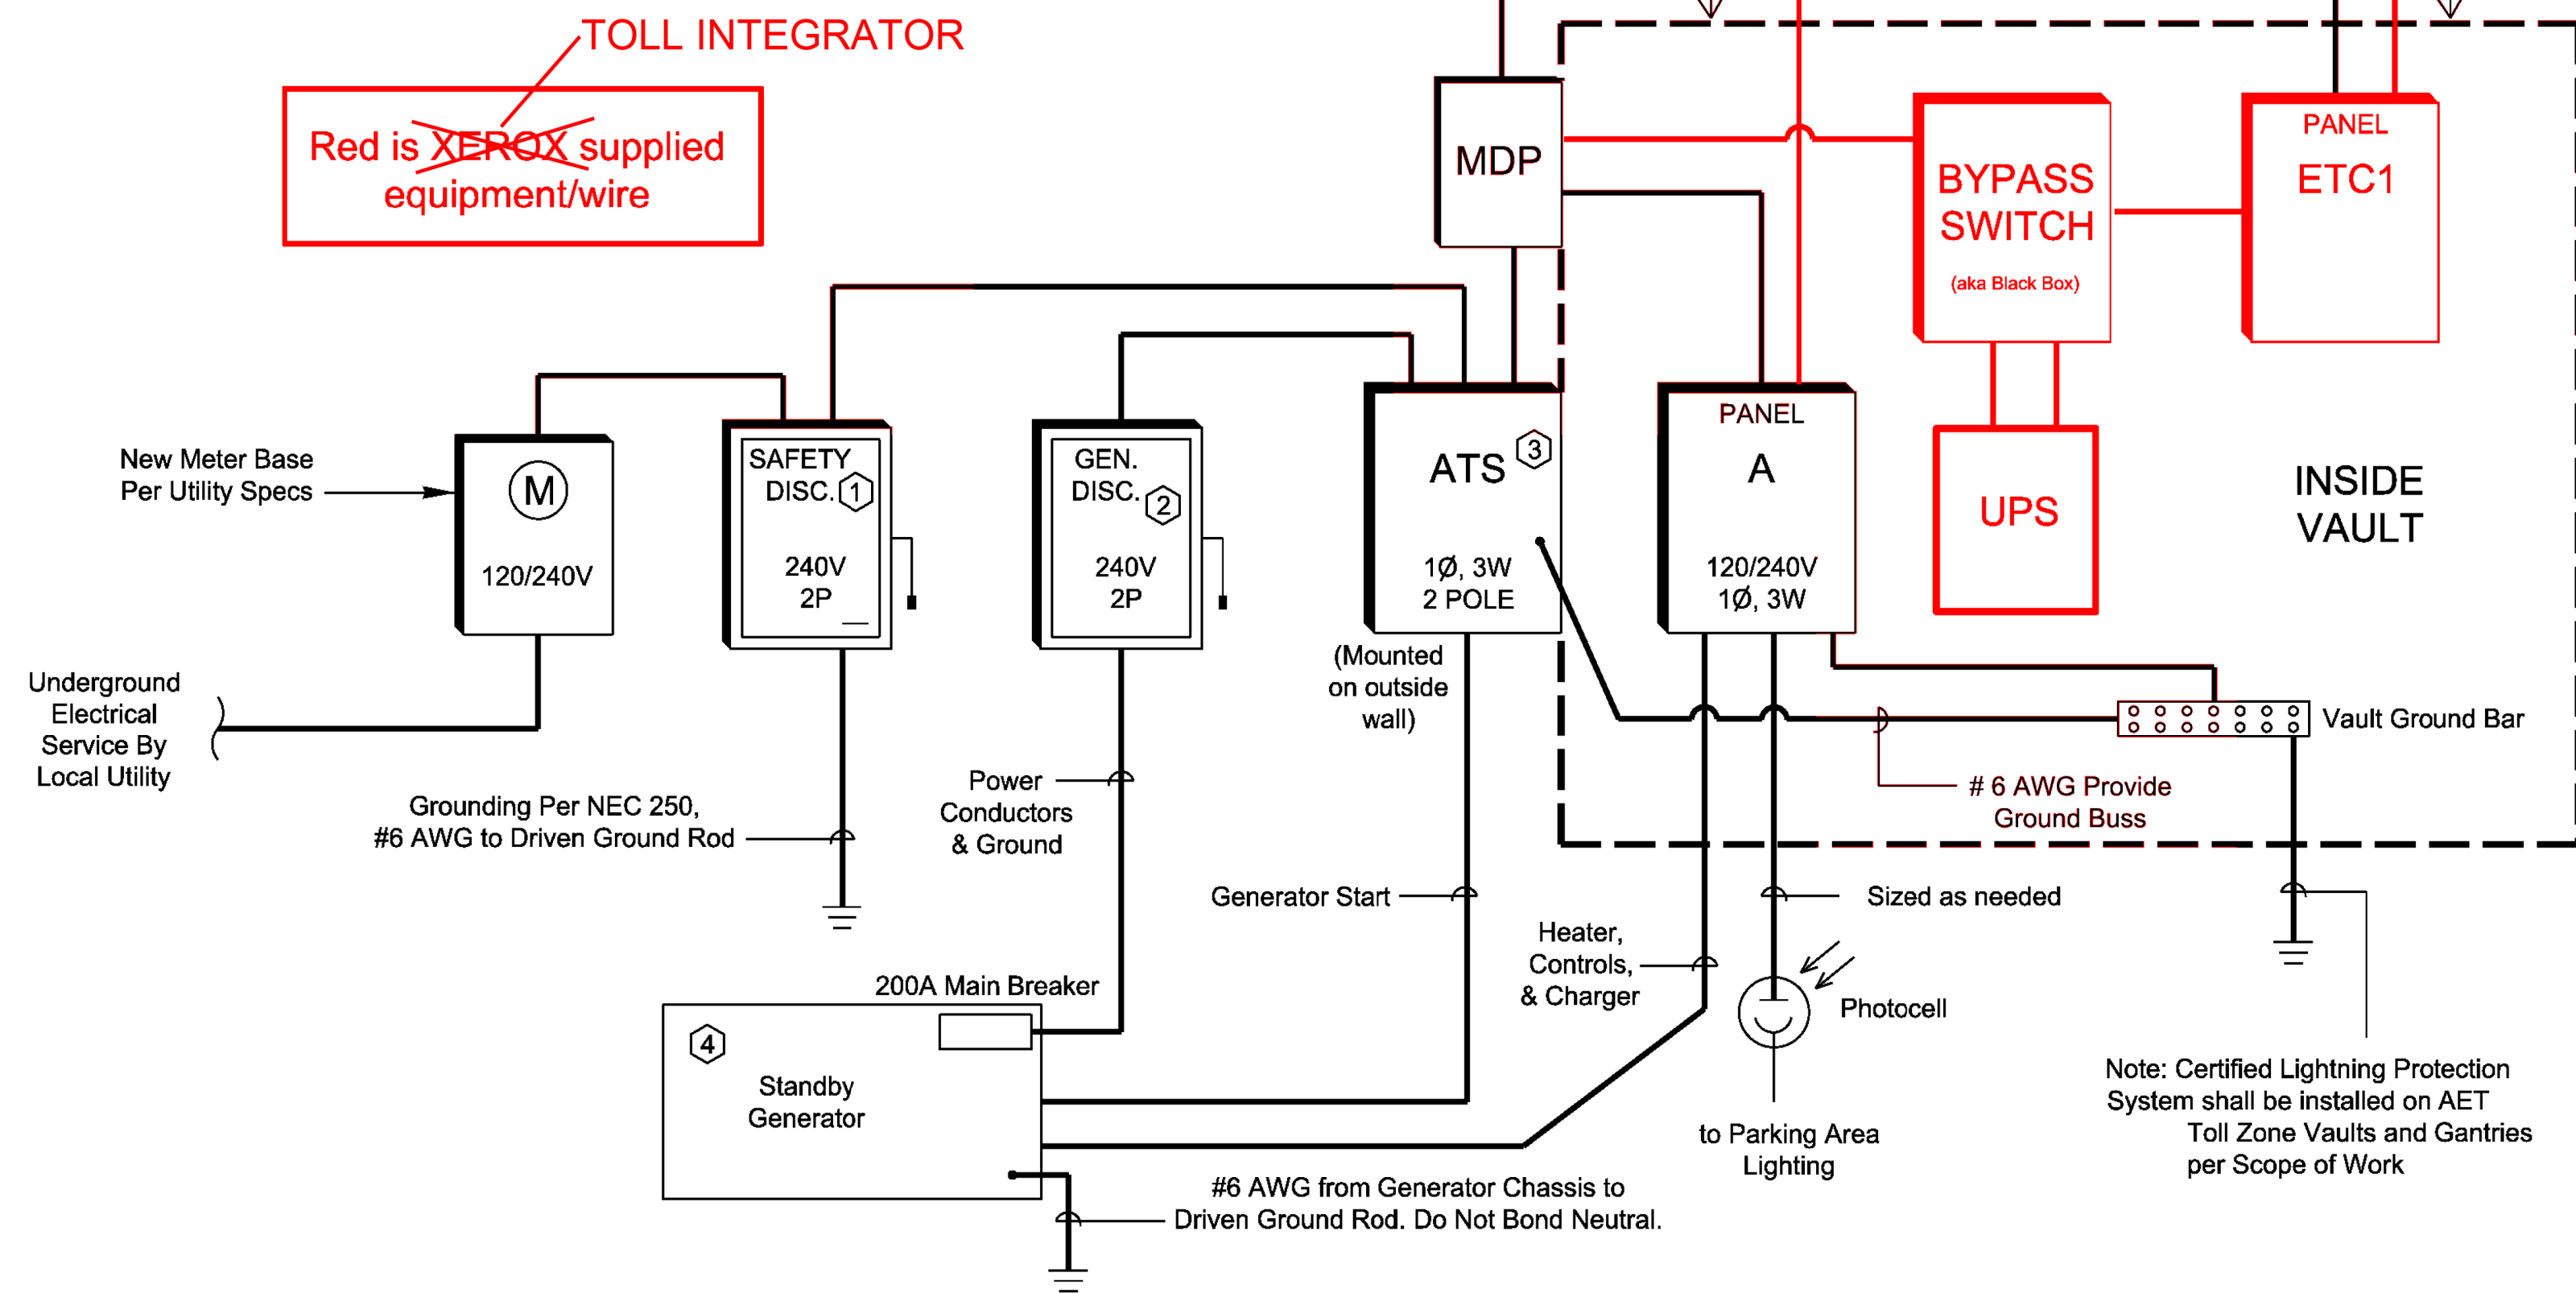 TOLL INTEGRATOR
Red is XEROX supplied
equipment/wire
MDP
BYPASS
SWITCH
(aka Black Box)
PANEL
ETC1
New Meter Base
Per Utility Specs
M
120/240V
SAFETY
DISC. 1
240V
2P
GEN.
DISC. 2
240V
2P
ATS 3
1Ø, 3W
2 POLE
(Mounted
on outside
wall)
PANEL
A
120/240V
1Ø, 3W
UPS
INSIDE
VAULT
Underground
Electrical
Service By
Local Utility
Vault Ground Bar
# 6 AWG Provide
Ground Buss
Grounding Per NEC 250,
#6 AWG to Driven Ground Rod
Power
Conductors
& Ground
Generator Start
Sized as needed
Heater,
Controls,
& Charger
Photocell
200A Main Breaker
4
Standby
Generator
to Parking Area
Lighting
Note: Certified Lightning Protection
System shall be installed on AET
Toll Zone Vaults and Gantries
per Scope of Work
#6 AWG from Generator Chassis to
Driven Ground Rod. Do Not Bond Neutral.